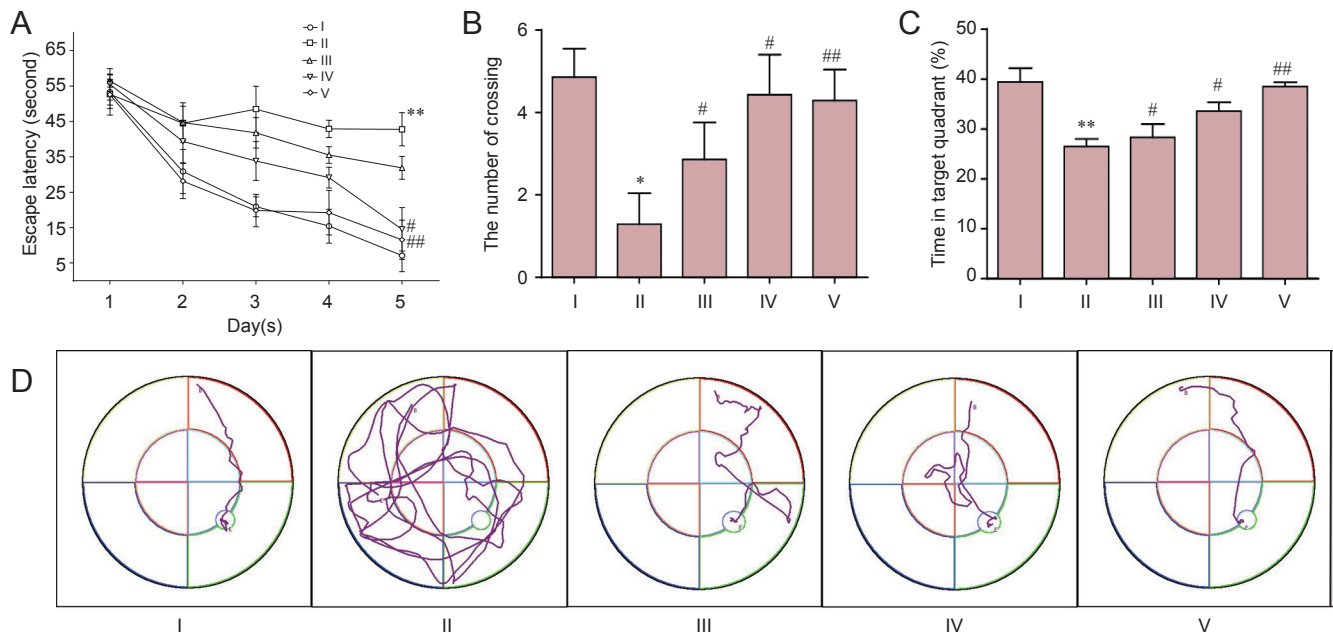 A
Escape latency (second)
65
55
45
35
25
15
5
I
II
III
IV
V
**
#
##
1 2 3 4 5
Day(s)
B
The number of crossing
6
4
2
0
*
#
#
##
I II III IV V
C
Time in target quadrant (%)
50
40
30
20
10
0
**
#
#
##
I II III IV V
D
I II III IV V